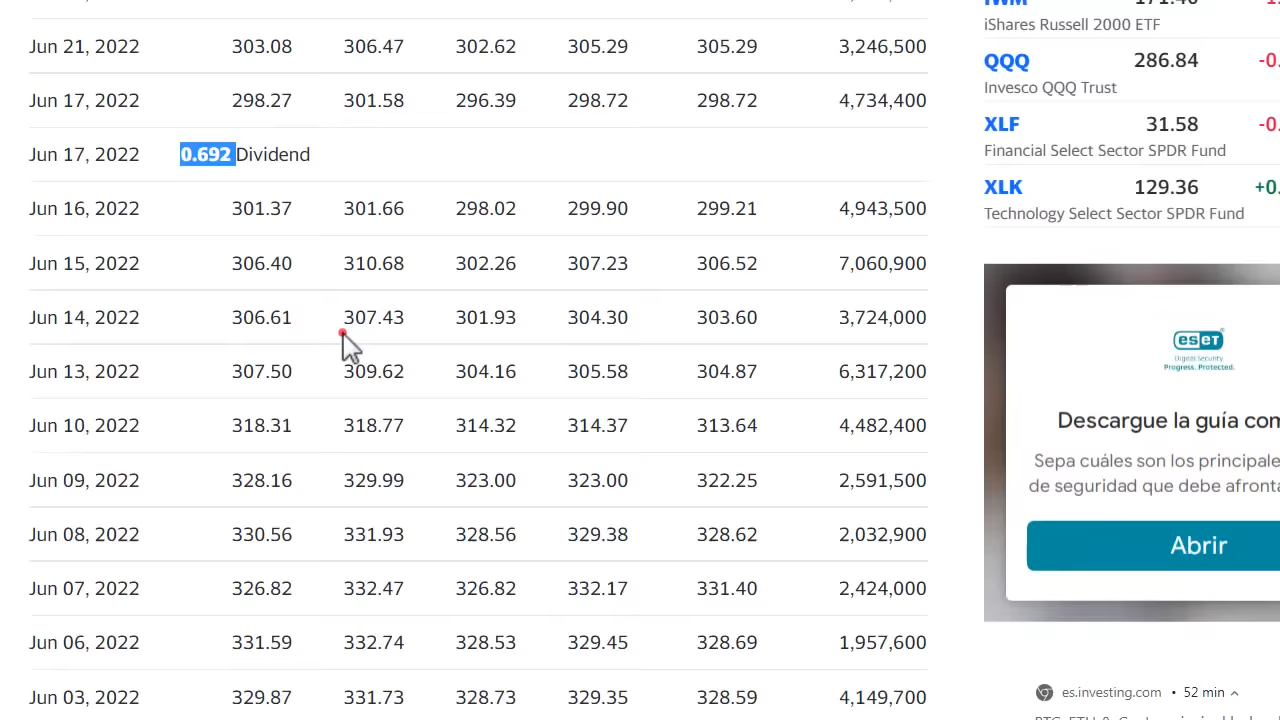 Jun 21, 2022 303.08 306.47 302.62 305.29 305.29 3,246,500
Jun 17, 2022 298.27 301.58 296.39 298.72 298.72 4,734,400
Jun 17, 2022 0.692 Dividend
Jun 16, 2022 301.37 301.66 298.02 299.90 299.21 4,943,500
Jun 15, 2022 306.40 310.68 302.26 307.23 306.52 7,060,900
Jun 14, 2022 306.61 307.43 301.93 304.30 303.60 3,724,000
Jun 13, 2022 307.50 309.62 304.16 305.58 304.87 6,317,200
Jun 10, 2022 318.31 318.77 314.32 314.37 313.64 4,482,400
Jun 09, 2022 328.16 329.99 323.00 323.00 322.25 2,591,500
Jun 08, 2022 330.56 331.93 328.56 329.38 328.62 2,032,900
Jun 07, 2022 326.82 332.47 326.82 332.17 331.40 2,424,000
Jun 06, 2022 331.59 332.74 328.53 329.45 328.69 1,957,600
Jun 03, 2022 329.87 331.73 328.73 329.35 328.59 4,149,700
IWM 171.40
iShares Russell 2000 ETF
QQQ 286.84 -0.
Invesco QQQ Trust
XLF 31.58 -0.
Financial Select Sector SPDR Fund
XLK 129.36 +0.
Technology Select Sector SPDR Fund
eseT
Digital Security
Progress. Protected.
Descargue la guía com
Sepa cuáles son los principale
de seguridad que debe afronta
Abrir
es.investing.com • 52 min